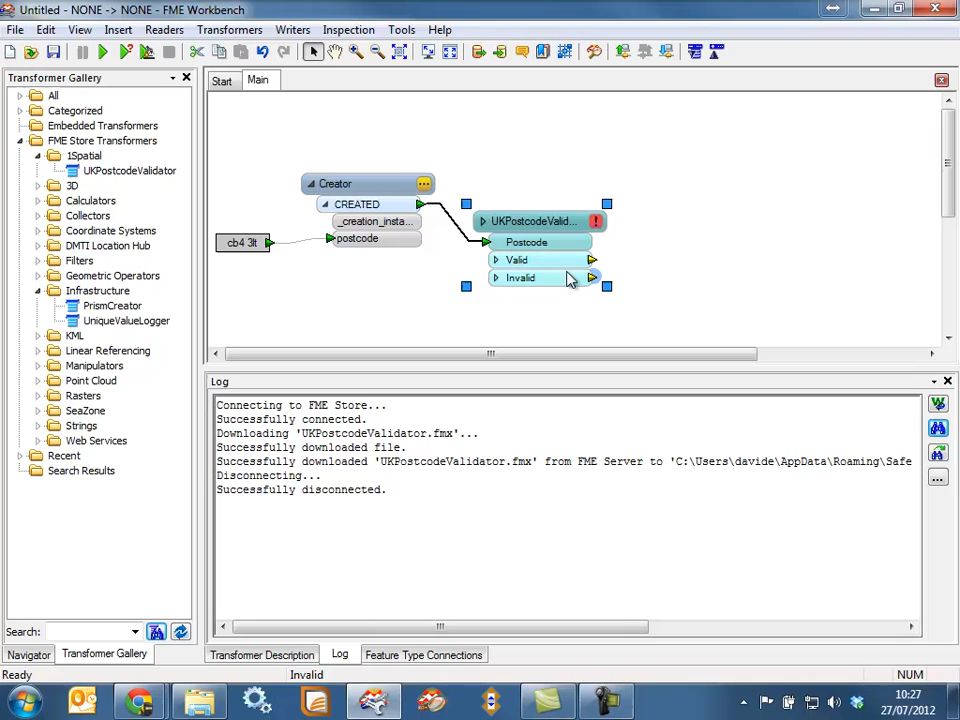 Untitled - NONE -> NONE - FME Workbench
File Edit View Insert Readers Transformers Writers Inspection Tools Help
Transformer Gallery
Start Main
All
Categorized
Embedded Transformers
FME Store Transformers
1Spatial
UKPostcodeValidator
3D
Calculators
Collectors
Coordinate Systems
DMTI Location Hub
Filters
Geometric Operators
Infrastructure
PrismCreator
UniqueValueLogger
KML
Linear Referencing
Manipulators
Point Cloud
Rasters
SeaZone
Strings
Web Services
Recent
Search Results
Search:
Navigator Transformer Gallery
Creator
CREATED
_creation_insta...
postcode
cb4 3lt
UKPostcodeValid...
Postcode
Valid
Invalid
Log
Connecting to FME Store...
Successfully connected.
Downloading 'UKPostcodeValidator.fmx'...
Successfully downloaded file.
Successfully downloaded 'UKPostcodeValidator.fmx' from FME Server to 'C:\Users\davide\AppData\Roaming\Safe
Disconnecting...
Successfully disconnected.
Transformer Description Log Feature Type Connections
Ready Invalid NUM
10:27
27/07/2012